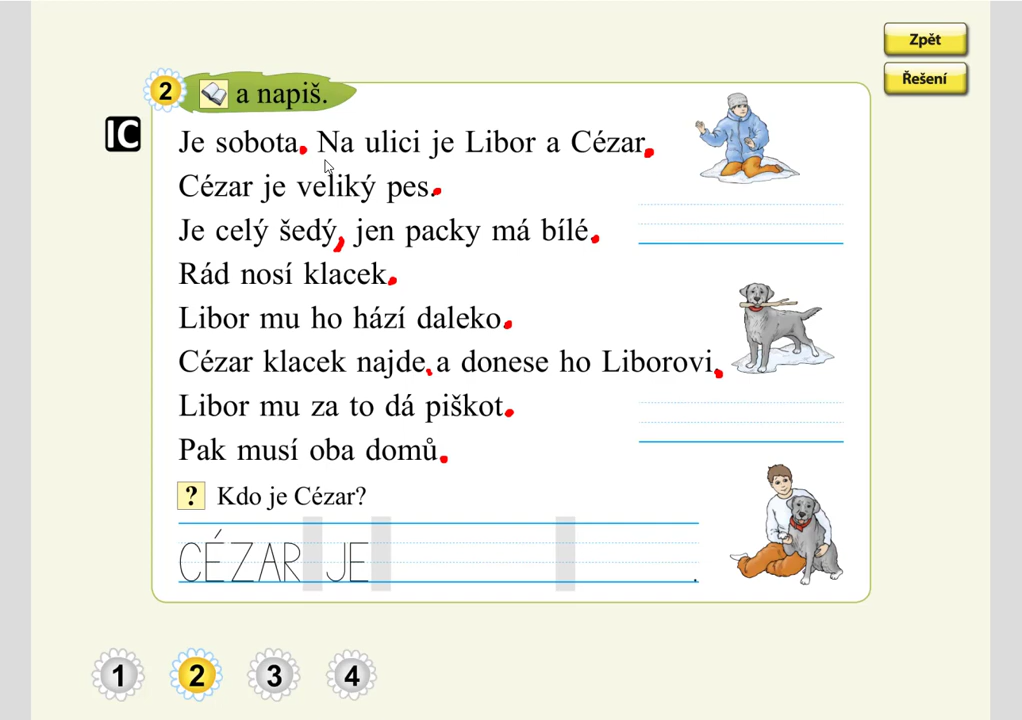 Zpět
Řešení
2 a napiš.
IC
Je sobota. Na ulici je Libor a Cézar.
Cézar je veliký pes.
Je celý šedý, jen packy má bílé.
Rád nosí klacek.
Libor mu ho hází daleko.
Cézar klacek najde a donese ho Liborovi.
Libor mu za to dá piškot.
Pak musí oba domů.
? Kdo je Cézar?
CÉZAR JE .
1 2 3 4